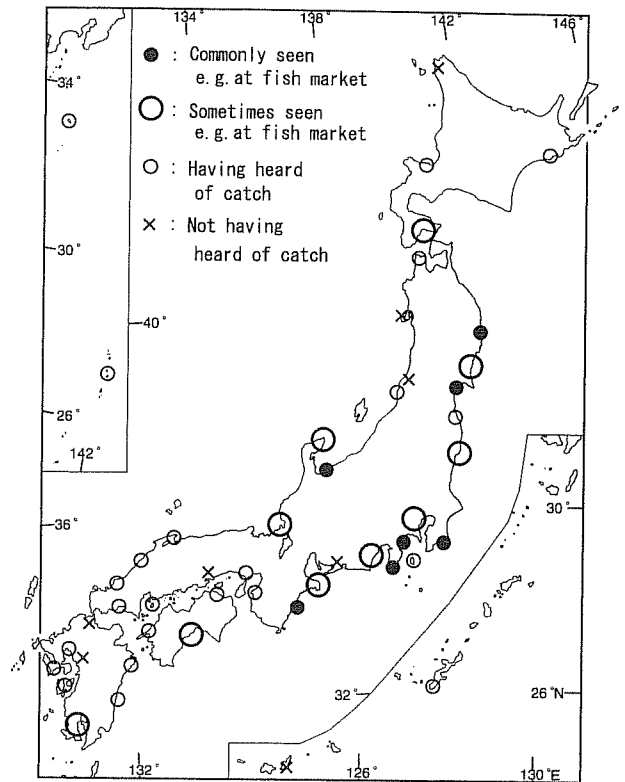 134° 138° 142° 146°
● : Commonly seen
e.g. at fish market
○ : Sometimes seen
e.g. at fish market
○ : Having heard
of catch
× : Not having
heard of catch
34°
30°
40°
26°
142°
36°
30°
32°
26°N
132° 126° 130°E